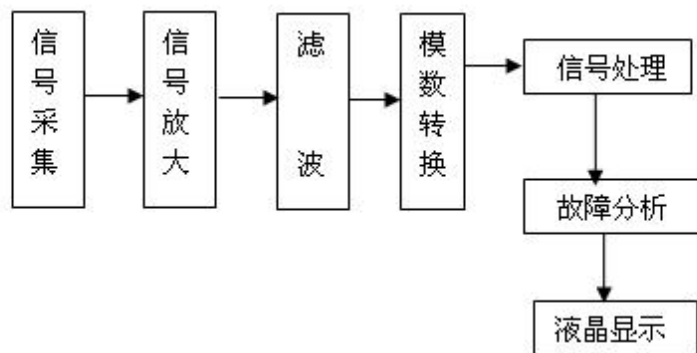 信号采集
信号放大
滤波
模数转换
信号处理
故障分析
液晶显示